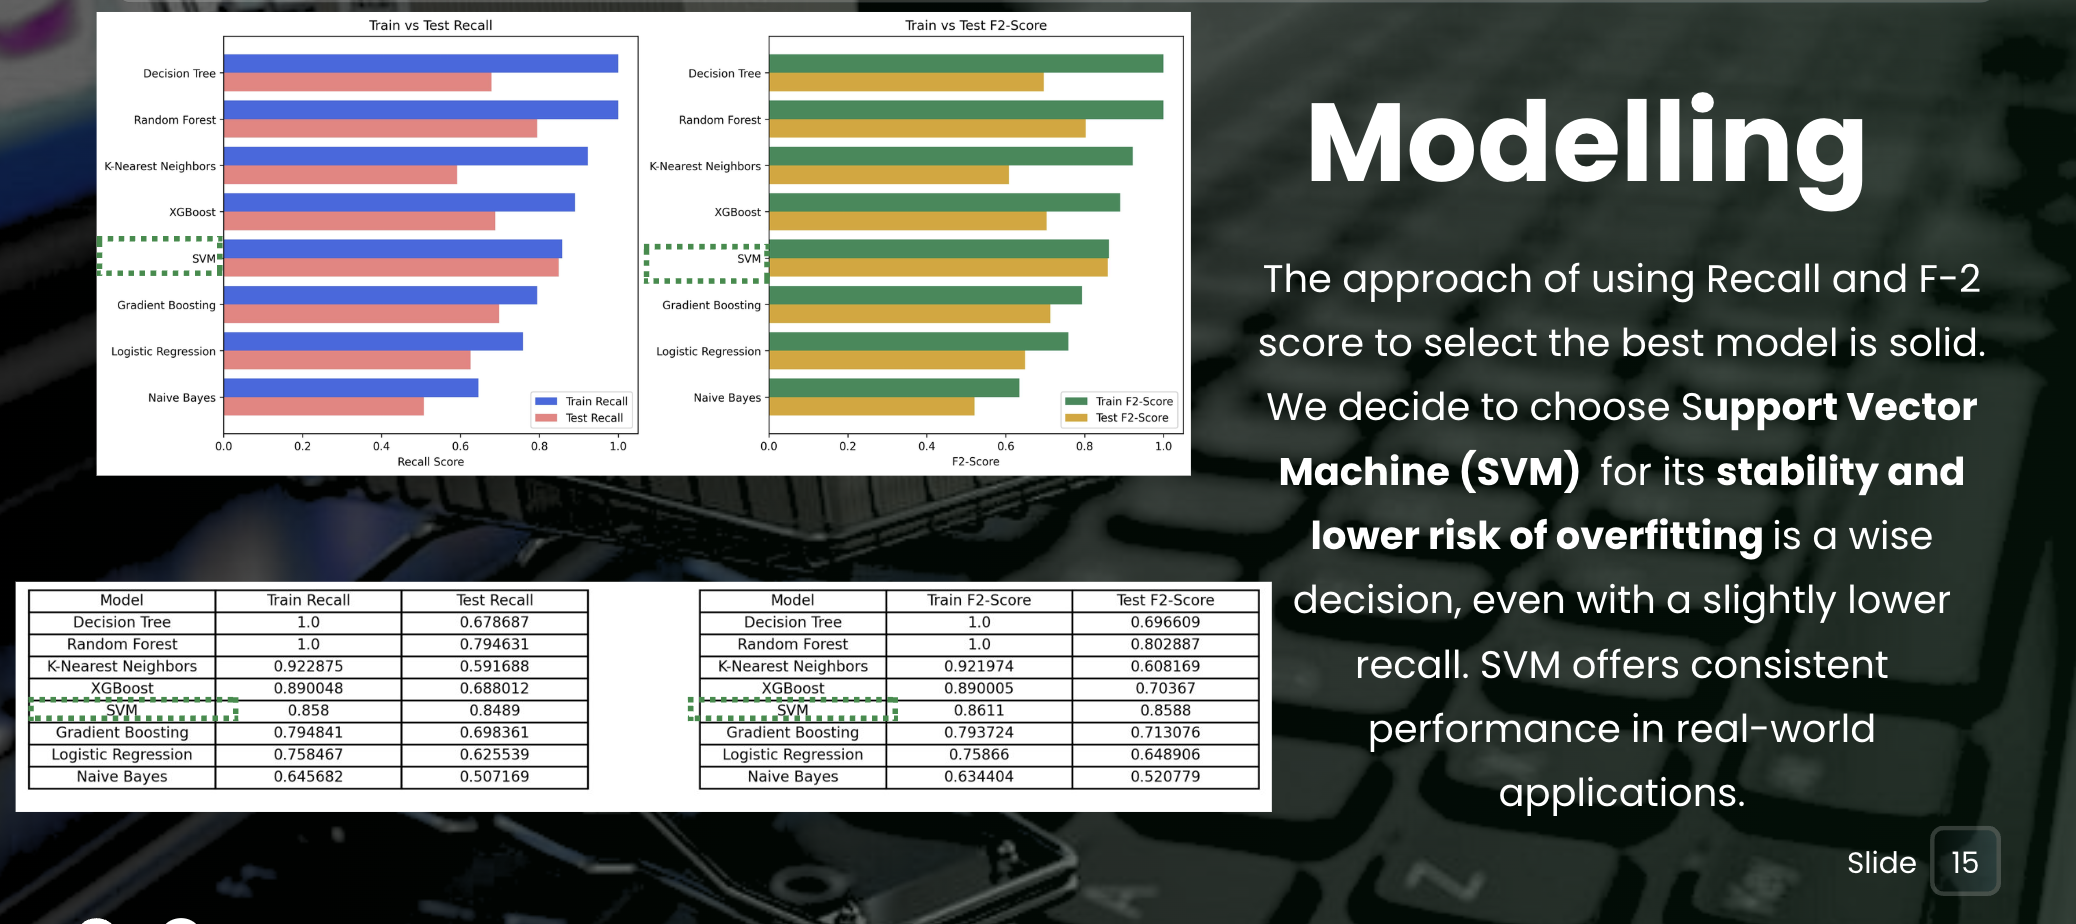 Train vs Test Recall
Decision Tree
Random Forest
K-Nearest Neighbors
XGBoost
SVM
Gradient Boosting
Logistic Regression
Naive Bayes
Train Recall
Test Recall
0.0 0.2 0.4 0.6 0.8 1.0
Recall Score
Train vs Test F2-Score
Decision Tree
Random Forest
K-Nearest Neighbors
XGBoost
SVM
Gradient Boosting
Logistic Regression
Naive Bayes
Train F2-Score
Test F2-Score
0.0 0.2 0.4 0.6 0.8 1.0
F2-Score
Model Train Recall Test Recall
Decision Tree 1.0 0.678687
Random Forest 1.0 0.794631
K-Nearest Neighbors 0.922875 0.591688
XGBoost 0.890048 0.688012
SVM 0.858 0.8489
Gradient Boosting 0.794841 0.698361
Logistic Regression 0.758467 0.625539
Naive Bayes 0.645682 0.507169
Model Train F2-Score Test F2-Score
Decision Tree 1.0 0.696609
Random Forest 1.0 0.802887
K-Nearest Neighbors 0.921974 0.608169
XGBoost 0.890005 0.70367
SVM 0.8611 0.8588
Gradient Boosting 0.793724 0.713076
Logistic Regression 0.75866 0.648906
Naive Bayes 0.634404 0.520779
Modelling
The approach of using Recall and F-2
score to select the best model is solid.
We decide to choose Support Vector
Machine (SVM) for its stability and
lower risk of overfitting is a wise
decision, even with a slightly lower
recall. SVM offers consistent
performance in real-world
applications.
Slide 15